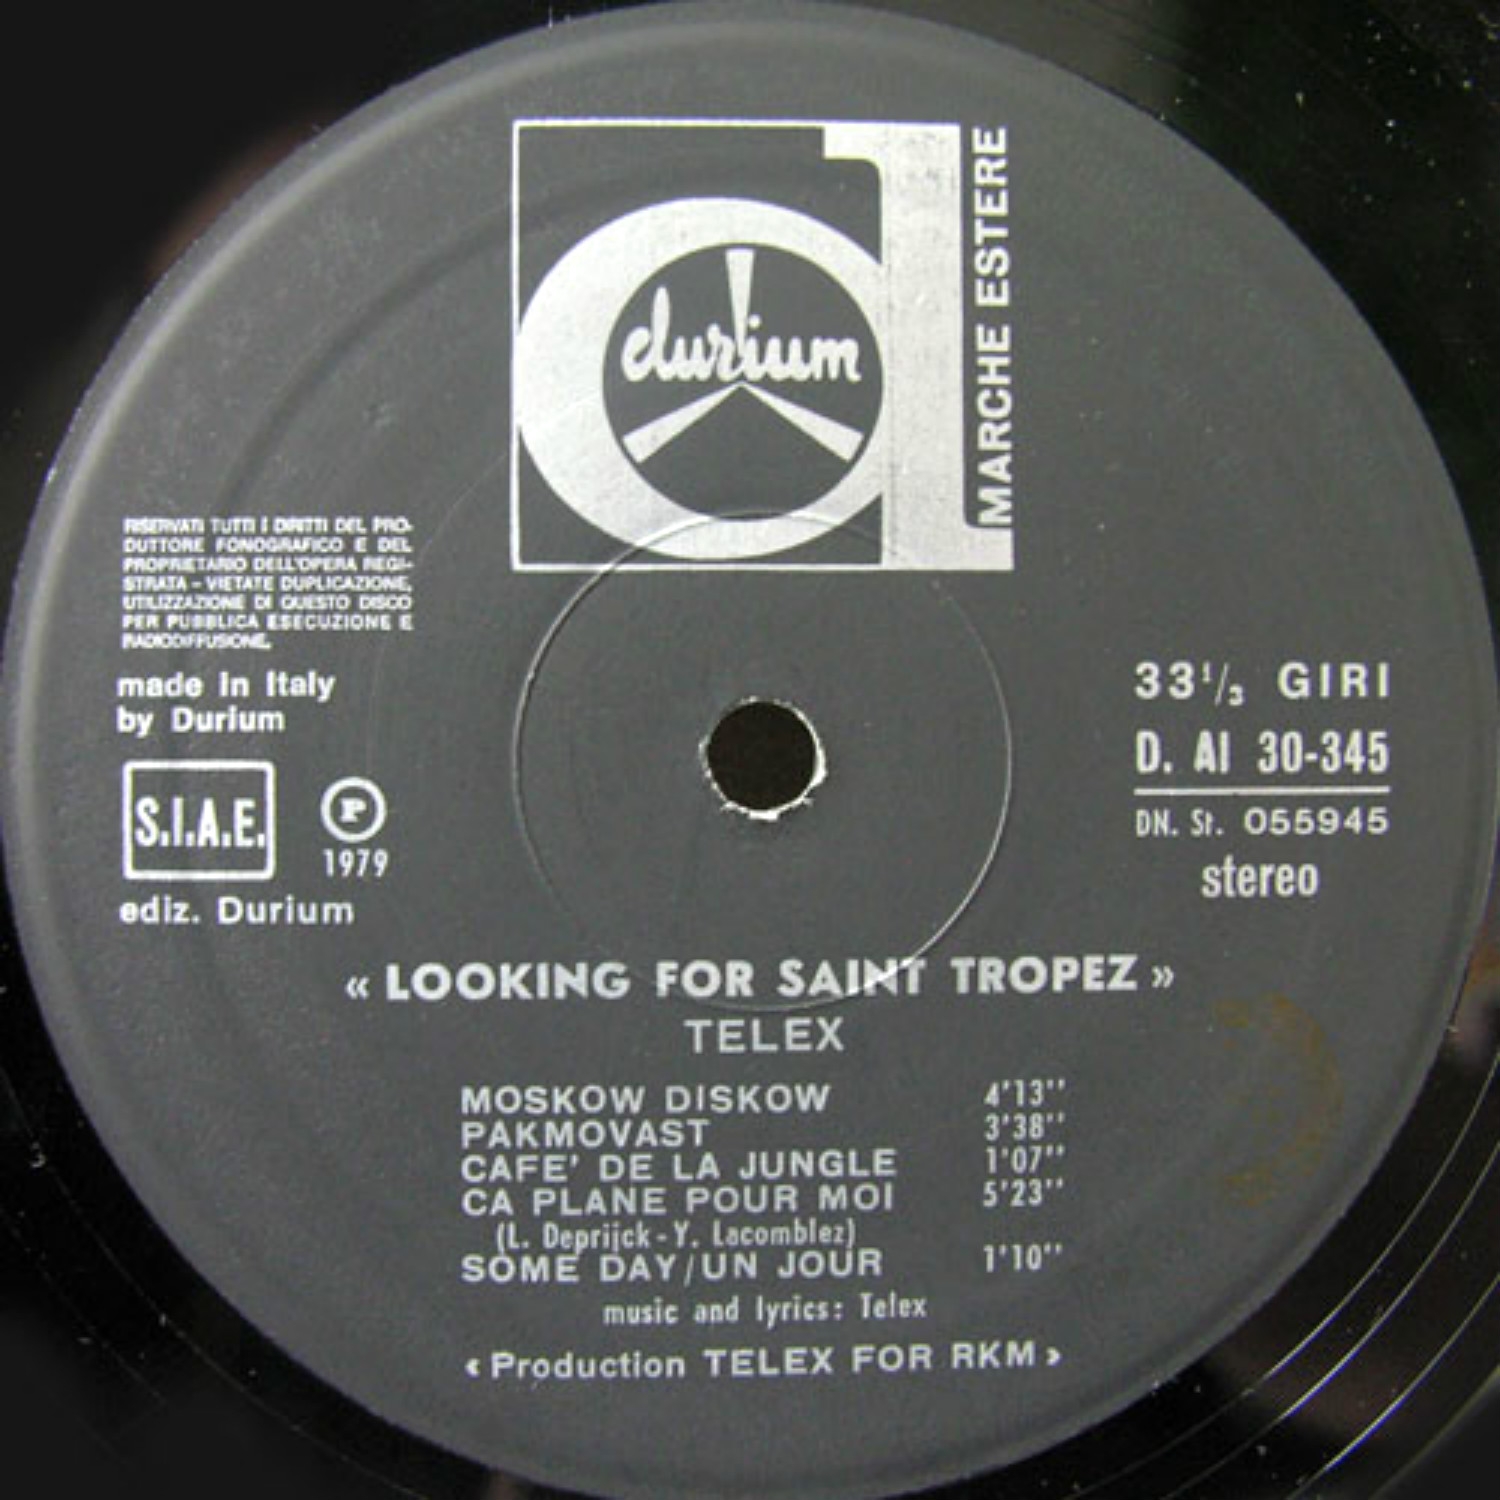 durium
MARCHE ESTERE
RISERVATI TUTTI I DIRITTI DEL PRO-
DUTTORE FONOGRAFICO E DEL
PROPRIETARIO DELL'OPERA REGI-
STRATA - VIETATE DUPLICAZIONE,
UTILIZZAZIONE DI QUESTO DISCO
PER PUBBLICA ESECUZIONE E
RADIODIFFUSIONE.
made in Italy
by Durium
S.I.A.E.
P
1979
ediz. Durium
33 1/3 GIRI
D. AI 30-345
DN. St. 055945
stereo
« LOOKING FOR SAINT TROPEZ »
TELEX
MOSKOW DISKOW 4'13''
PAKMOVAST 3'38''
CAFE' DE LA JUNGLE 1'07''
CA PLANE POUR MOI 5'23''
(L. Deprijck - Y. Lacomblez)
SOME DAY/UN JOUR 1'10''
music and lyrics: Telex
‹ Production TELEX FOR RKM ›